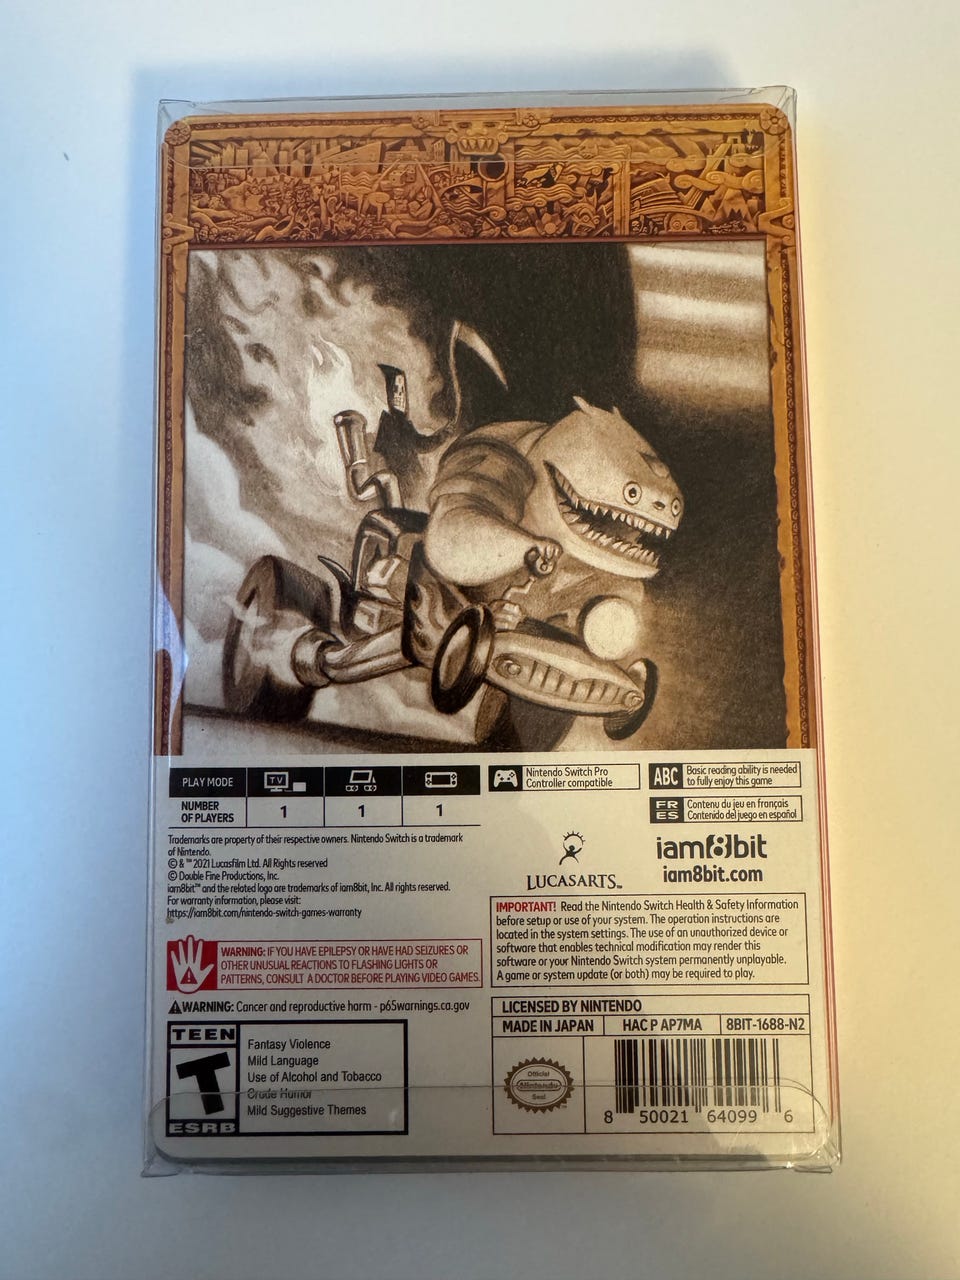 PLAY MODE
TV
NUMBER
OF PLAYERS
1
1
1
Nintendo Switch Pro
Controller compatible
ABC
Basic reading ability is needed
to fully enjoy this game
FR
ES
Contenu du jeu en français
Contenido del juego en español
Trademarks are property of their respective owners. Nintendo Switch is a trademark
of Nintendo.
© & ™ 2021 Lucasfilm Ltd. All Rights reserved
© Double Fine Productions, Inc.
iam8bit™ and the related logo are trademarks of iam8bit, Inc. All rights reserved.
For warranty information, please visit:
https://iam8bit.com/nintendo-switch-games-warranty
LUCASARTS™
iam8bit
iam8bit.com
IMPORTANT! Read the Nintendo Switch Health & Safety Information
before setup or use of your system. The operation instructions are
located in the system settings. The use of an unauthorized device or
software that enables technical modification may render this
software or your Nintendo Switch system permanently unplayable.
A game or system update (or both) may be required to play.
WARNING: IF YOU HAVE EPILEPSY OR HAVE HAD SEIZURES OR
OTHER UNUSUAL REACTIONS TO FLASHING LIGHTS OR
PATTERNS, CONSULT A DOCTOR BEFORE PLAYING VIDEO GAMES.
WARNING: Cancer and reproductive harm - p65warnings.ca.gov
TEEN
T
ESRB
Fantasy Violence
Mild Language
Use of Alcohol and Tobacco
Crude Humor
Mild Suggestive Themes
LICENSED BY NINTENDO
MADE IN JAPAN
HAC P AP7MA
8BIT-1688-N2
Official
Nintendo
Seal
8 50021 64099 6